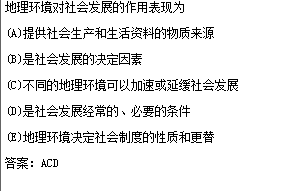 地理环境对社会发展的作用表现为
(A)提供社会生产和生活资料的物质来源
(B)是社会发展的决定因素
(C)不同的地理环境可以加速或延缓社会发展
(D)是社会发展经常的、必要的条件
(E)地理环境决定社会制度的性质和更替
答案：ACD